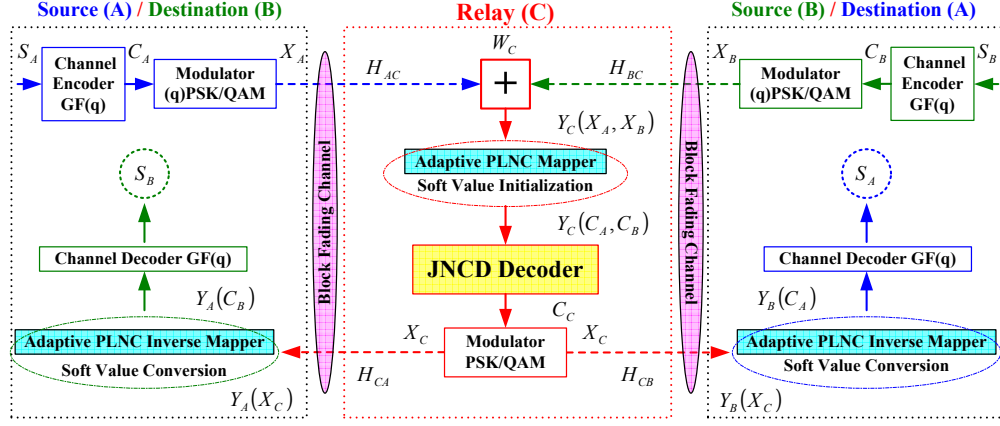 Source (A) / Destination (B)
S_A
Channel
Encoder
GF(q)
C_A
Modulator
(q)PSK/QAM
X_A
S_B
Channel Decoder GF(q)
Y_A(C_B)
Adaptive PLNC Inverse Mapper
Soft Value Conversion
Y_A(X_C)
Block Fading Channel
Relay (C)
H_AC
W_C
+
H_BC
Y_C(X_A, X_B)
Adaptive PLNC Mapper
Soft Value Initialization
Y_C(C_A, C_B)
JNCD Decoder
C_C
X_C
Modulator
PSK/QAM
X_C
H_CA
H_CB
Block Fading Channel
Source (B) / Destination (A)
X_B
Modulator
(q)PSK/QAM
C_B
Channel
Encoder
GF(q)
S_B
S_A
Channel Decoder GF(q)
Y_B(C_A)
Adaptive PLNC Inverse Mapper
Soft Value Conversion
Y_B(X_C)